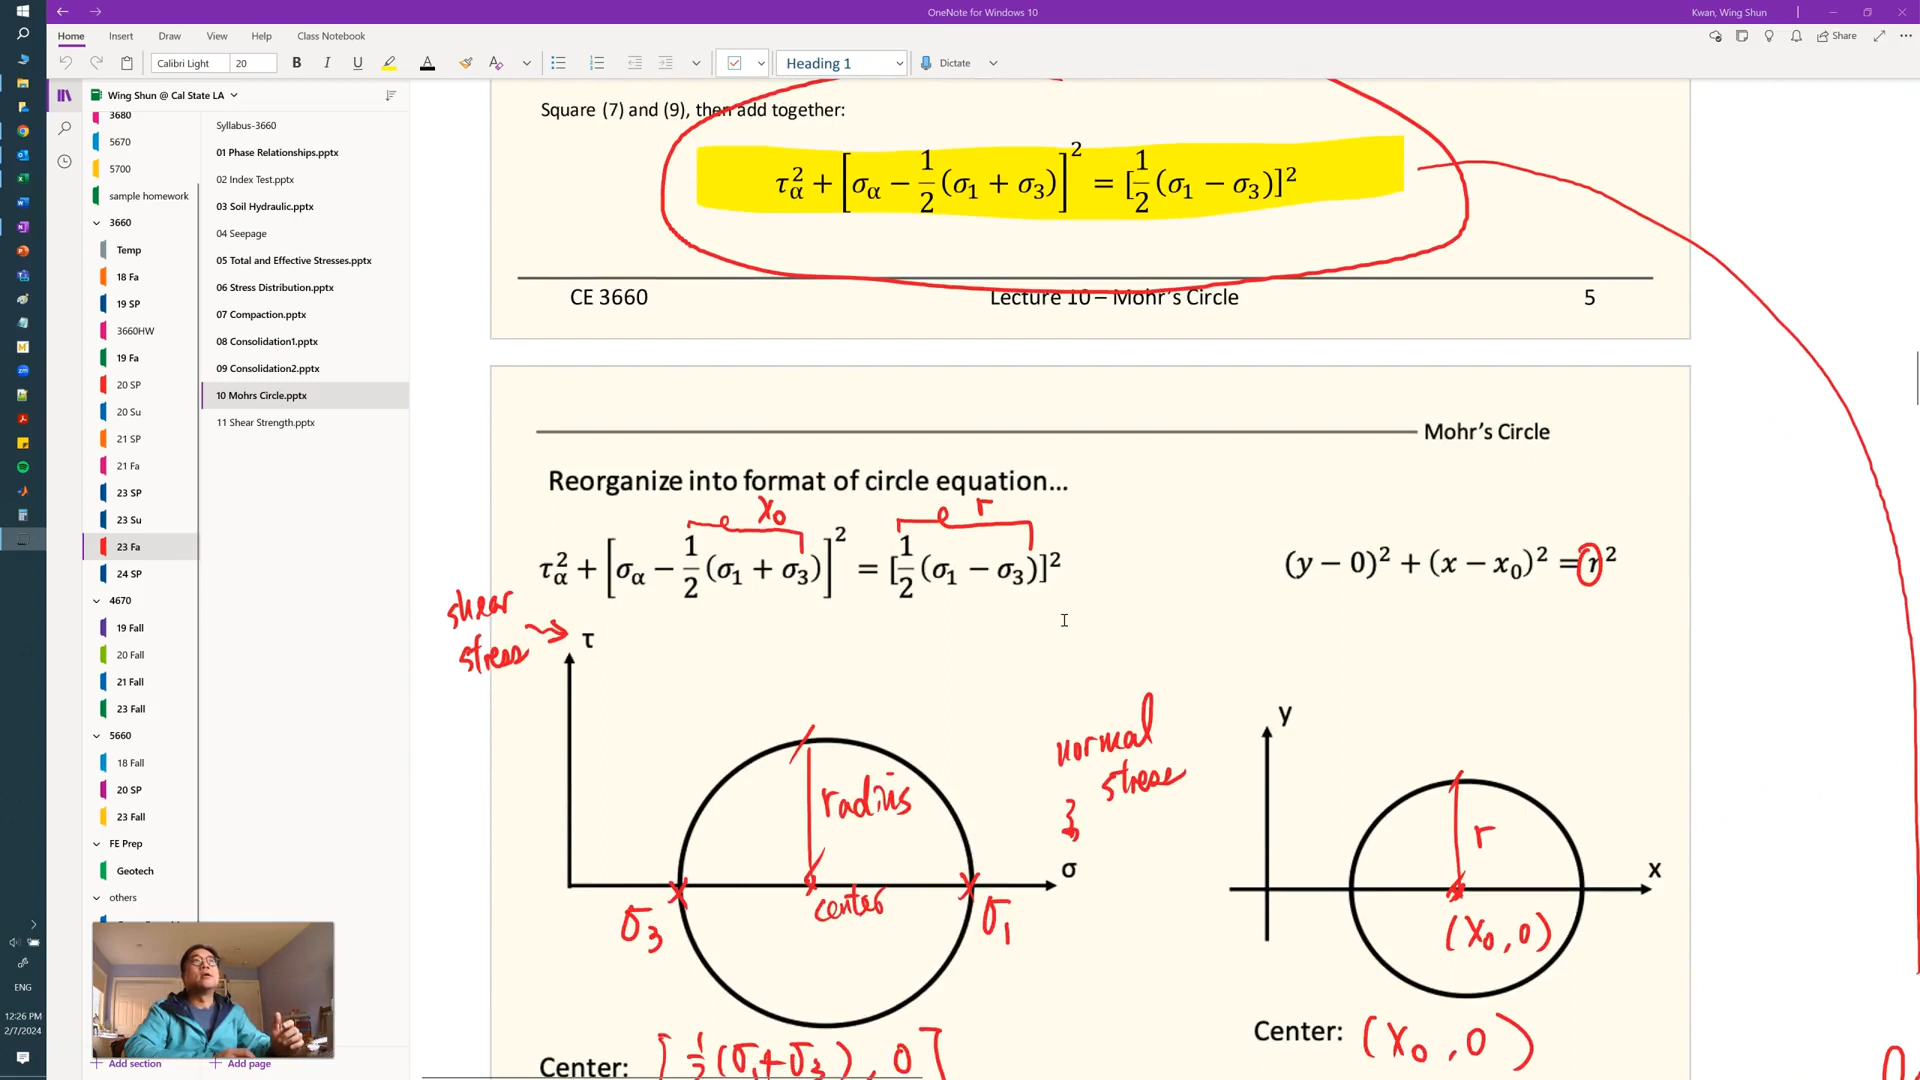 OneNote for Windows 10
Kwan, Wing Shun
Home
Insert
Draw
View
Help
Class Notebook
Share
Calibri Light
20
B
I
U
A
Heading 1
Dictate
Wing Shun @ Cal State LA
3680
5670
5700
sample homework
3660
Temp
18 Fa
19 SP
3660HW
19 Fa
20 SP
20 Su
21 SP
21 Fa
23 SP
23 Su
23 Fa
24 SP
4670
19 Fall
20 Fall
21 Fall
23 Fall
5660
18 Fall
20 SP
23 Fall
FE Prep
Geotech
others
Add section
Syllabus-3660
01 Phase Relationships.pptx
02 Index Test.pptx
03 Soil Hydraulic.pptx
04 Seepage
05 Total and Effective Stresses.pptx
06 Stress Distribution.pptx
07 Compaction.pptx
08 Consolidation1.pptx
09 Consolidation2.pptx
10 Mohrs Circle.pptx
11 Shear Strength.pptx
Add page
ENG
12:26 PM
2/7/2024
Square (7) and (9), then add together:
τα² + [σα − 1/2 (σ1 + σ3)]² = [1/2 (σ1 − σ3)]²
CE 3660 Lecture 10 – Mohr's Circle 5
Mohr's Circle
Reorganize into format of circle equation...
x0 r
τα² + [σα − 1/2 (σ1 + σ3)]² = [1/2 (σ1 − σ3)]²
(y − 0)² + (x − x0)² = r²
shear
stress
τ
normal
stress
σ
radius
center
σ3
σ1
y
r
x
(x0, 0)
Center: [1/2 (σ1+σ3), 0]
Center: (x0, 0)